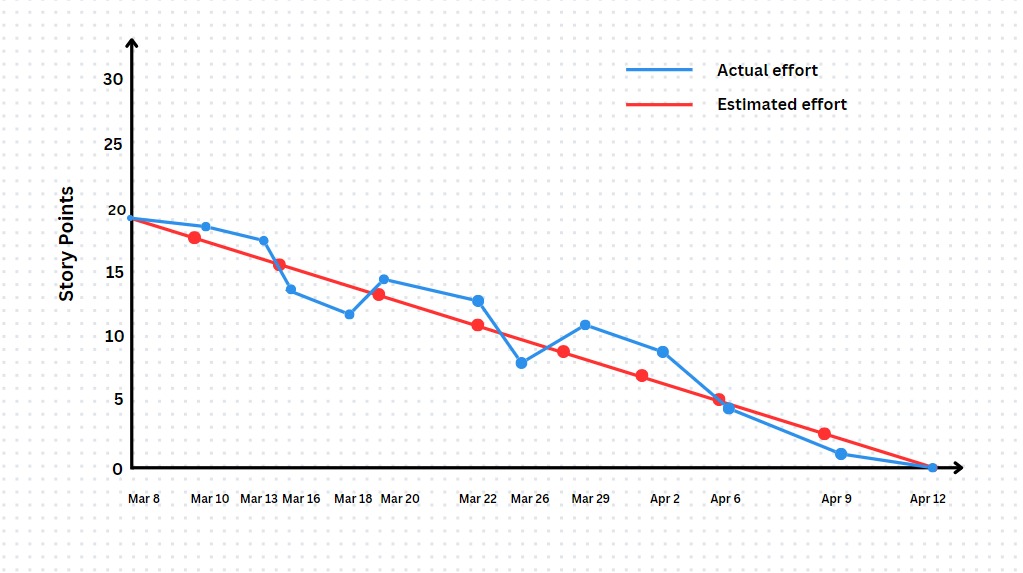 Actual effort
Estimated effort
Story Points
30
25
20
15
10
5
0
Mar 8 Mar 10 Mar 13 Mar 16 Mar 18 Mar 20 Mar 22 Mar 26 Mar 29 Apr 2 Apr 6 Apr 9 Apr 12